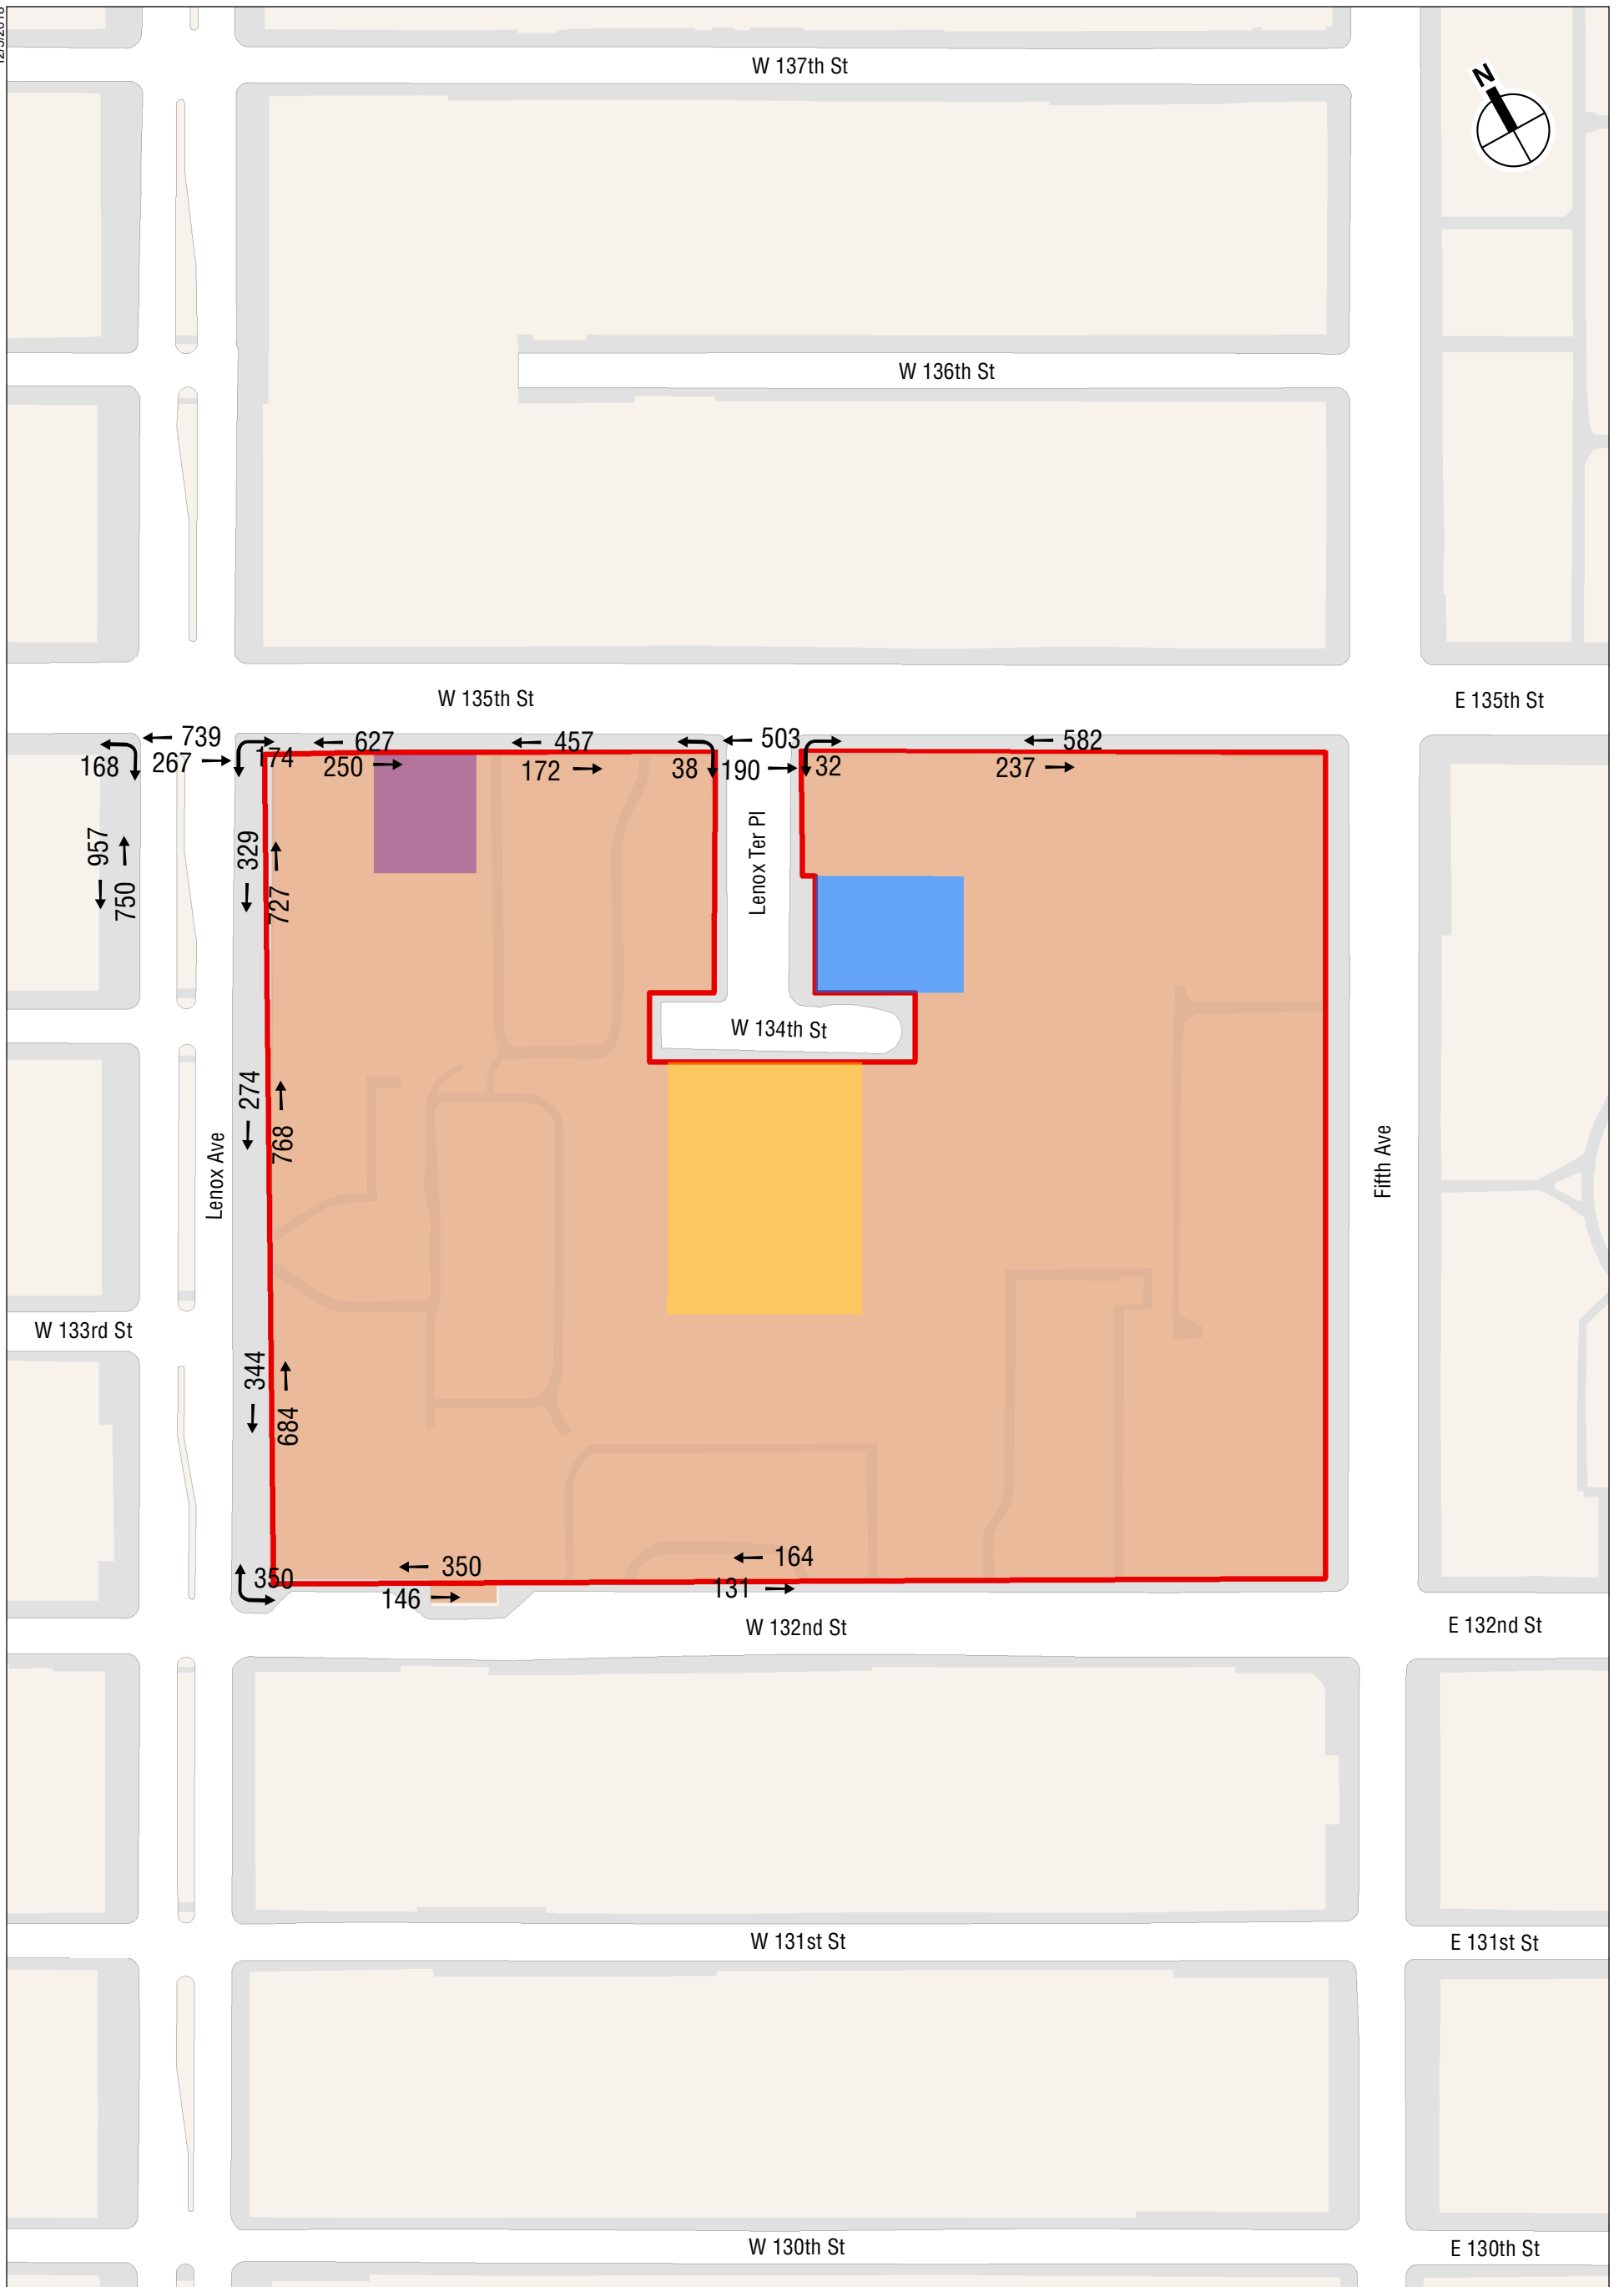 W 137th St
N
W 136th St
W 135th St
E 135th St
739
168
267
174
627
250
457
172
38
503
190
32
582
237
957
750
329
727
Lenox Ter Pl
W 134th St
274
768
Lenox Ave
Fifth Ave
W 133rd St
344
684
350
350
146
164
131
W 132nd St
E 132nd St
W 131st St
E 131st St
W 130th St
E 130th St